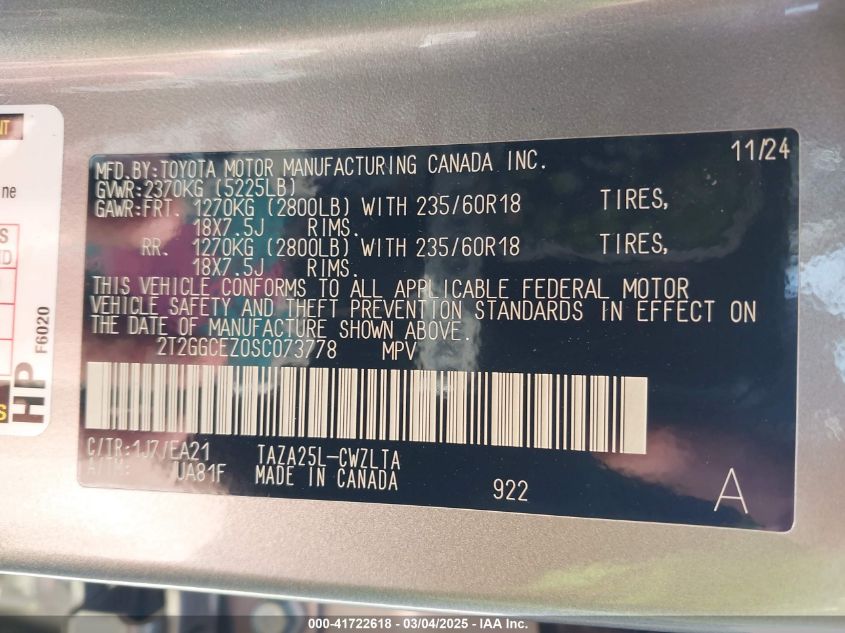 MFD.BY:TOYOTA MOTOR MANUFACTURING CANADA INC. 11/24
GVWR:2370KG (5225LB)
GAWR:FRT. 1270KG (2800LB) WITH 235/60R18 TIRES,
18X7.5J RIMS.
RR. 1270KG (2800LB) WITH 235/60R18 TIRES,
18X7.5J RIMS.
THIS VEHICLE CONFORMS TO ALL APPLICABLE FEDERAL MOTOR
VEHICLE SAFETY AND THEFT PREVENTION STANDARDS IN EFFECT ON
THE DATE OF MANUFACTURE SHOWN ABOVE.
2T2GGCEZ0SC073778 MPV
C/TR:1J7/EA21 TAZA25L-CWZLTA
A/TM: /UA81F MADE IN CANADA
922 A
ne
HP F6020
000-41722618 - 03/04/2025 - IAA Inc.